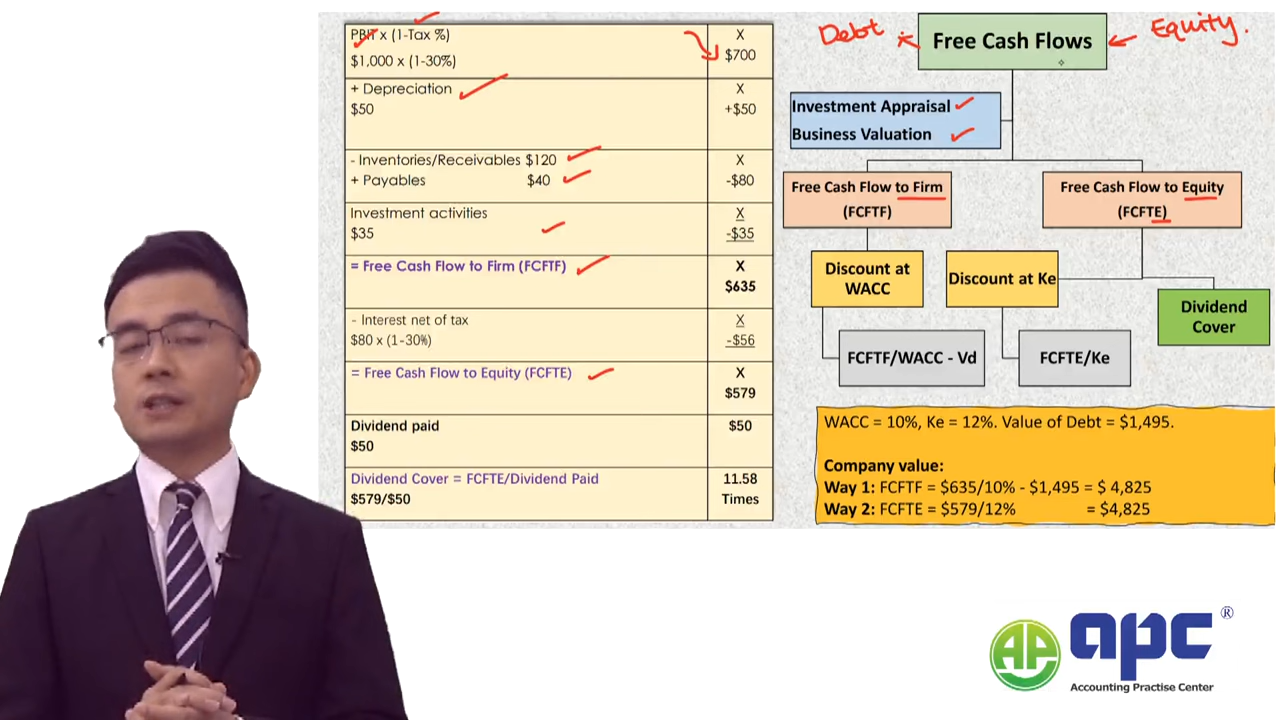 PBIT x (1-Tax %)
$1,000 x (1-30%)
X
$700
+ Depreciation
$50
X
+$50
- Inventories/Receivables $120
+ Payables $40
X
-$80
Investment activities
$35
X
-$35
= Free Cash Flow to Firm (FCFTF)
X
$635
- Interest net of tax
$80 x (1-30%)
X
-$56
= Free Cash Flow to Equity (FCFTE)
X
$579
Dividend paid
$50
$50
Dividend Cover = FCFTE/Dividend Paid
$579/$50
11.58
Times
Debt
Free Cash Flows
Equity.
Investment Appraisal
Business Valuation
Free Cash Flow to Firm
(FCFTF)
Free Cash Flow to Equity
(FCFTE)
Discount at
WACC
Discount at Ke
Dividend
Cover
FCFTF/WACC - Vd
FCFTE/Ke
WACC = 10%, Ke = 12%. Value of Debt = $1,495.
Company value:
Way 1: FCFTF = $635/10% - $1,495 = $ 4,825
Way 2: FCFTE = $579/12% = $4,825
AP
apc ®
Accounting Practise Center